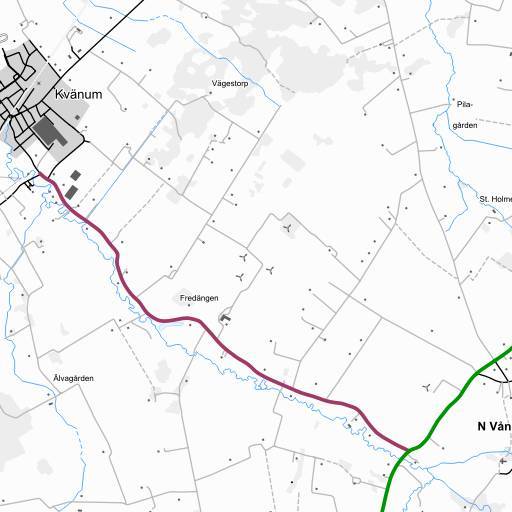 Vägestorp
Kvänum
Pila-
gården
St. Holme
Fredängen
Älvagården
N Vån